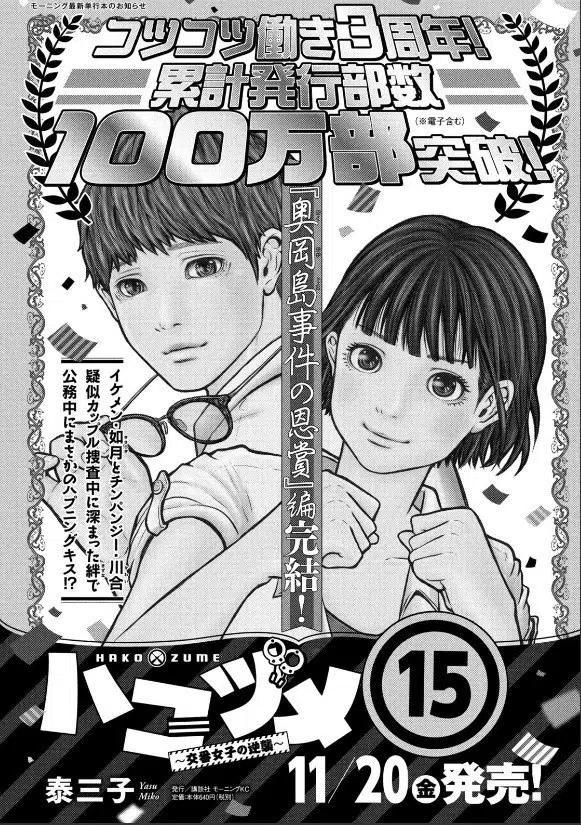 モーニング最新単行本のお知らせ
コツコツ働き3周年!
累計発行部数
100万部突破!
(※電子含む)
『奥岡島事件の恩賞』編完結!
イケメン・如月とチンパンジー・川合
疑似カップル捜査中に深まった絆で
公務中にまさかのハプニングキス!?
HAKO ZUME
ハコヅメ
〜交番女子の逆襲〜
15
泰三子
Yasu
Miko
発行/講談社 モーニングKC
定価:本体640円(税別)
11/20金発売!